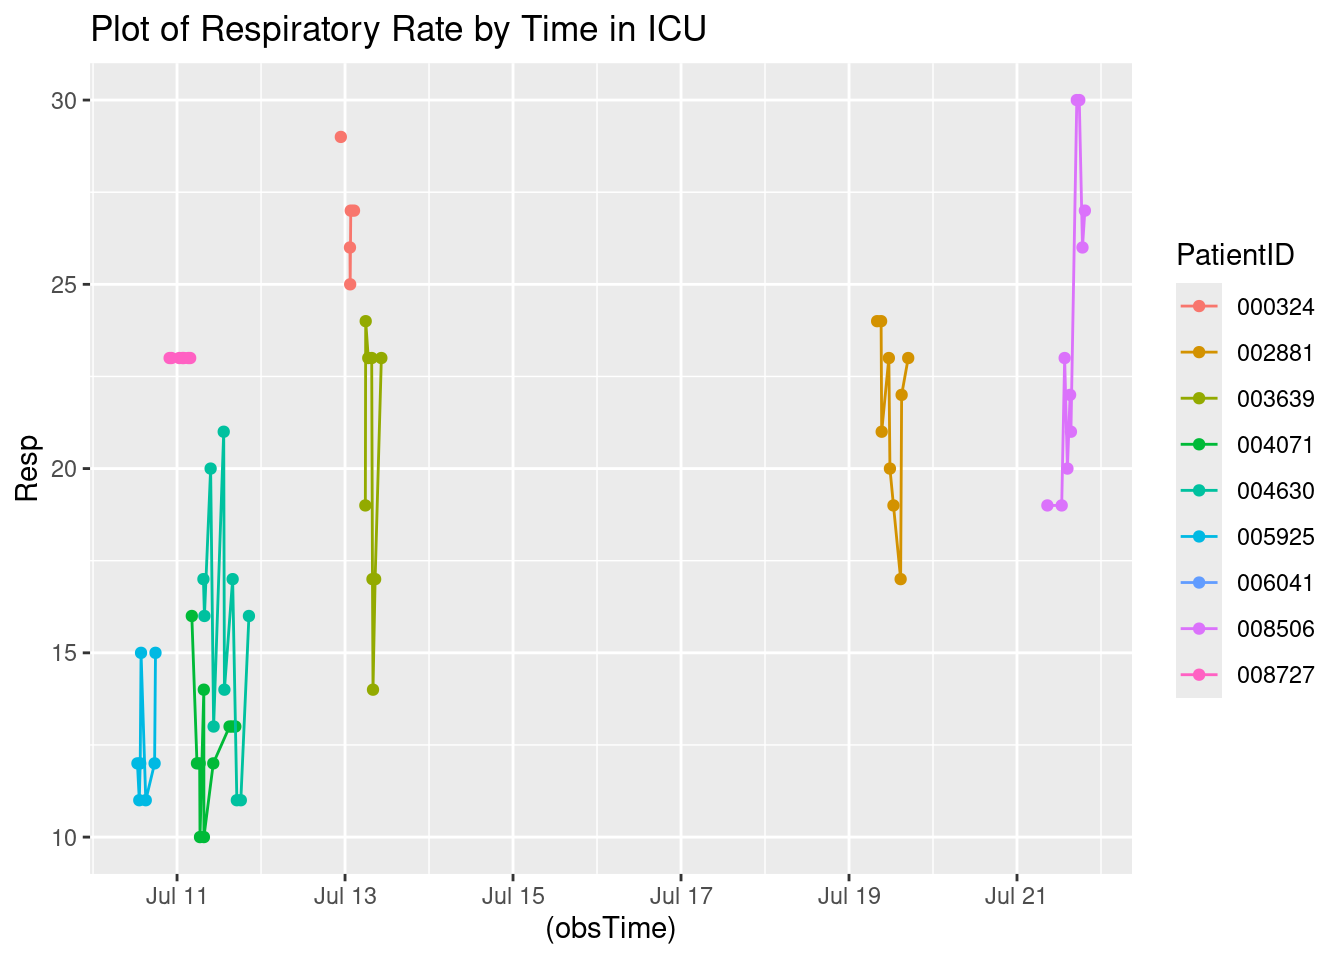 Plot of Respiratory Rate by Time in ICU
30
25
20
15
10
Resp
Jul 11
Jul 13
Jul 15
Jul 17
Jul 19
Jul 21
(obsTime)
PatientID
000324
002881
003639
004071
004630
005925
006041
008506
008727